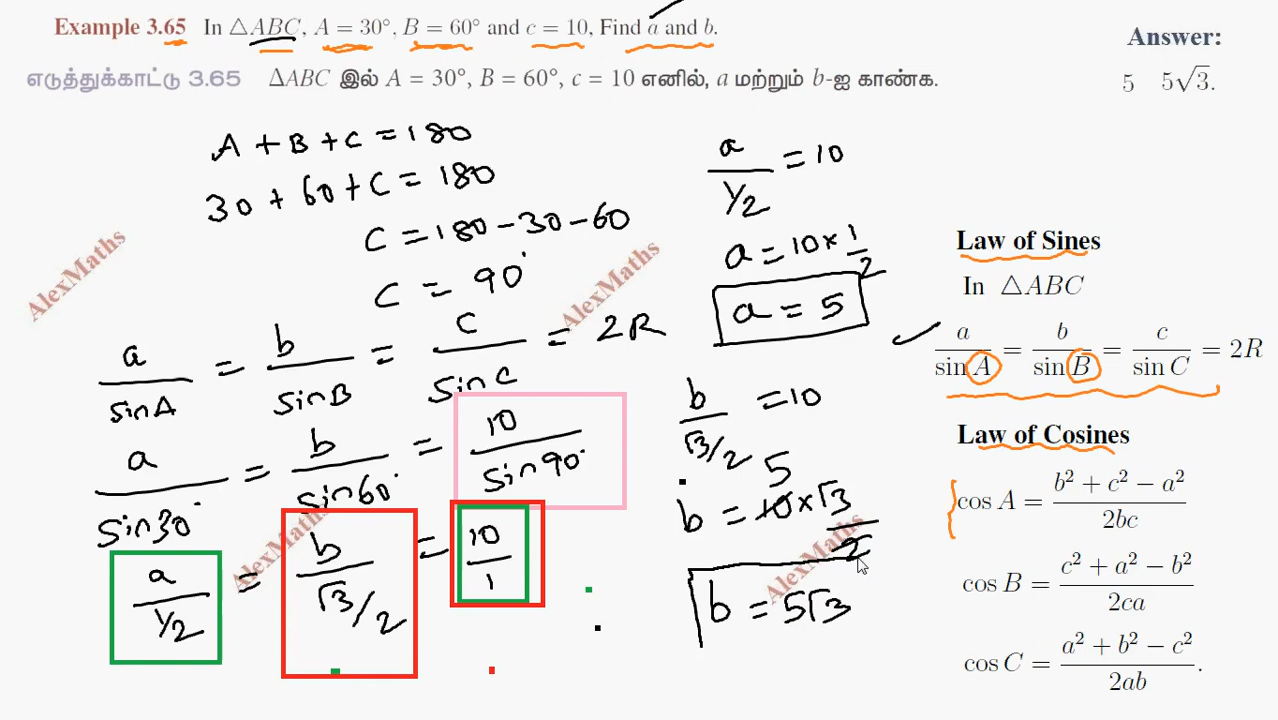 Example 3.65 In △ABC, A = 30°, B = 60° and c = 10, Find a and b.
எடுத்துக்காட்டு 3.65 ΔABC இல் A = 30°, B = 60°, c = 10 எனில், a மற்றும் b-ஐ காண்க.
Answer:
5 5√3.
A + B + C = 180
30 + 60 + C = 180
C = 180 - 30 - 60
C = 90°
a/sinA = b/sinB = c/sinC = 2R
a/sin30° = b/sin60° = 10/sin90°
a/1/2 = b/√3/2 = 10/1
a/1/2 = 10
a = 10 × 1/2
a = 5
b/√3/2 = 10
5
b = 10 × √3/2
b = 5√3
Law of Sines
In △ABC
a/sin A = b/sin B = c/sin C = 2R
Law of Cosines
cos A = b² + c² − a²/2bc
cos B = c² + a² − b²/2ca
cos C = a² + b² − c²/2ab.
AlexMaths
AlexMaths
AlexMaths
AlexMaths